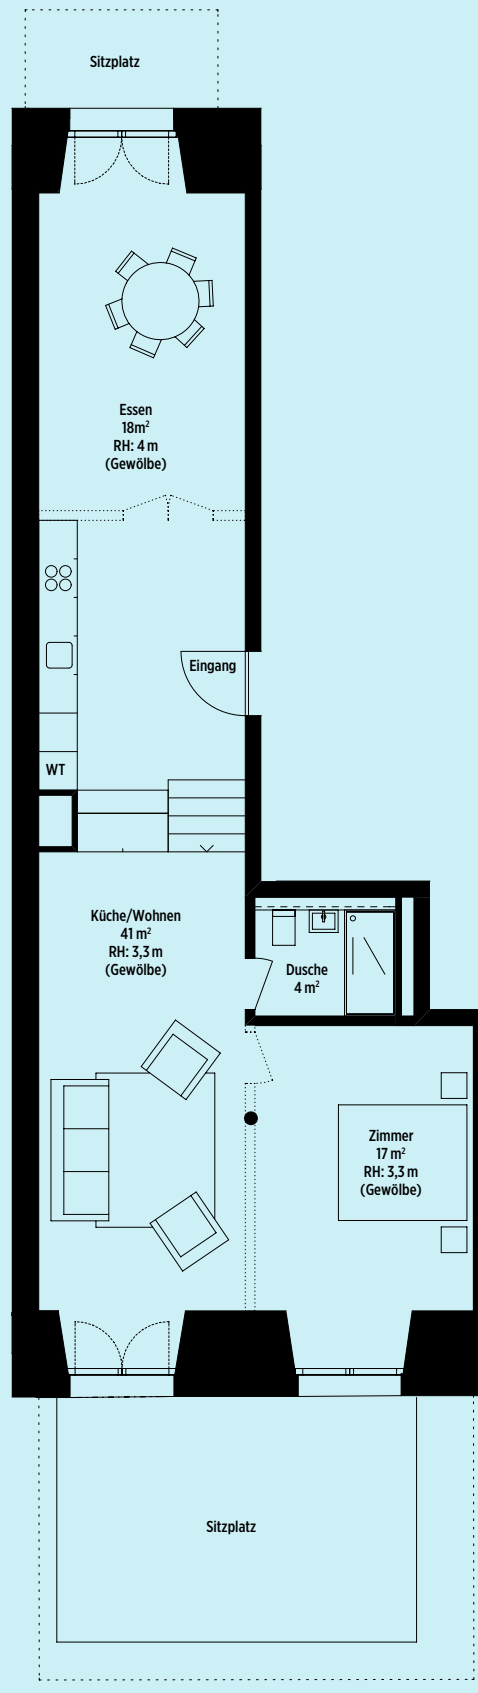 Sitzplatz
Essen
18m²
RH: 4 m
(Gewölbe)
Eingang
WT
Küche/Wohnen
41 m²
RH: 3,3 m
(Gewölbe)
Dusche
4 m²
Zimmer
17 m²
RH: 3,3 m
(Gewölbe)
Sitzplatz